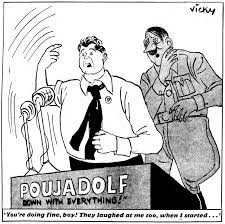 Vicky
POUJADOLF
DOWN WITH EVERYTHING!
'You're doing fine, boy! They laughed at me too, when I started...'